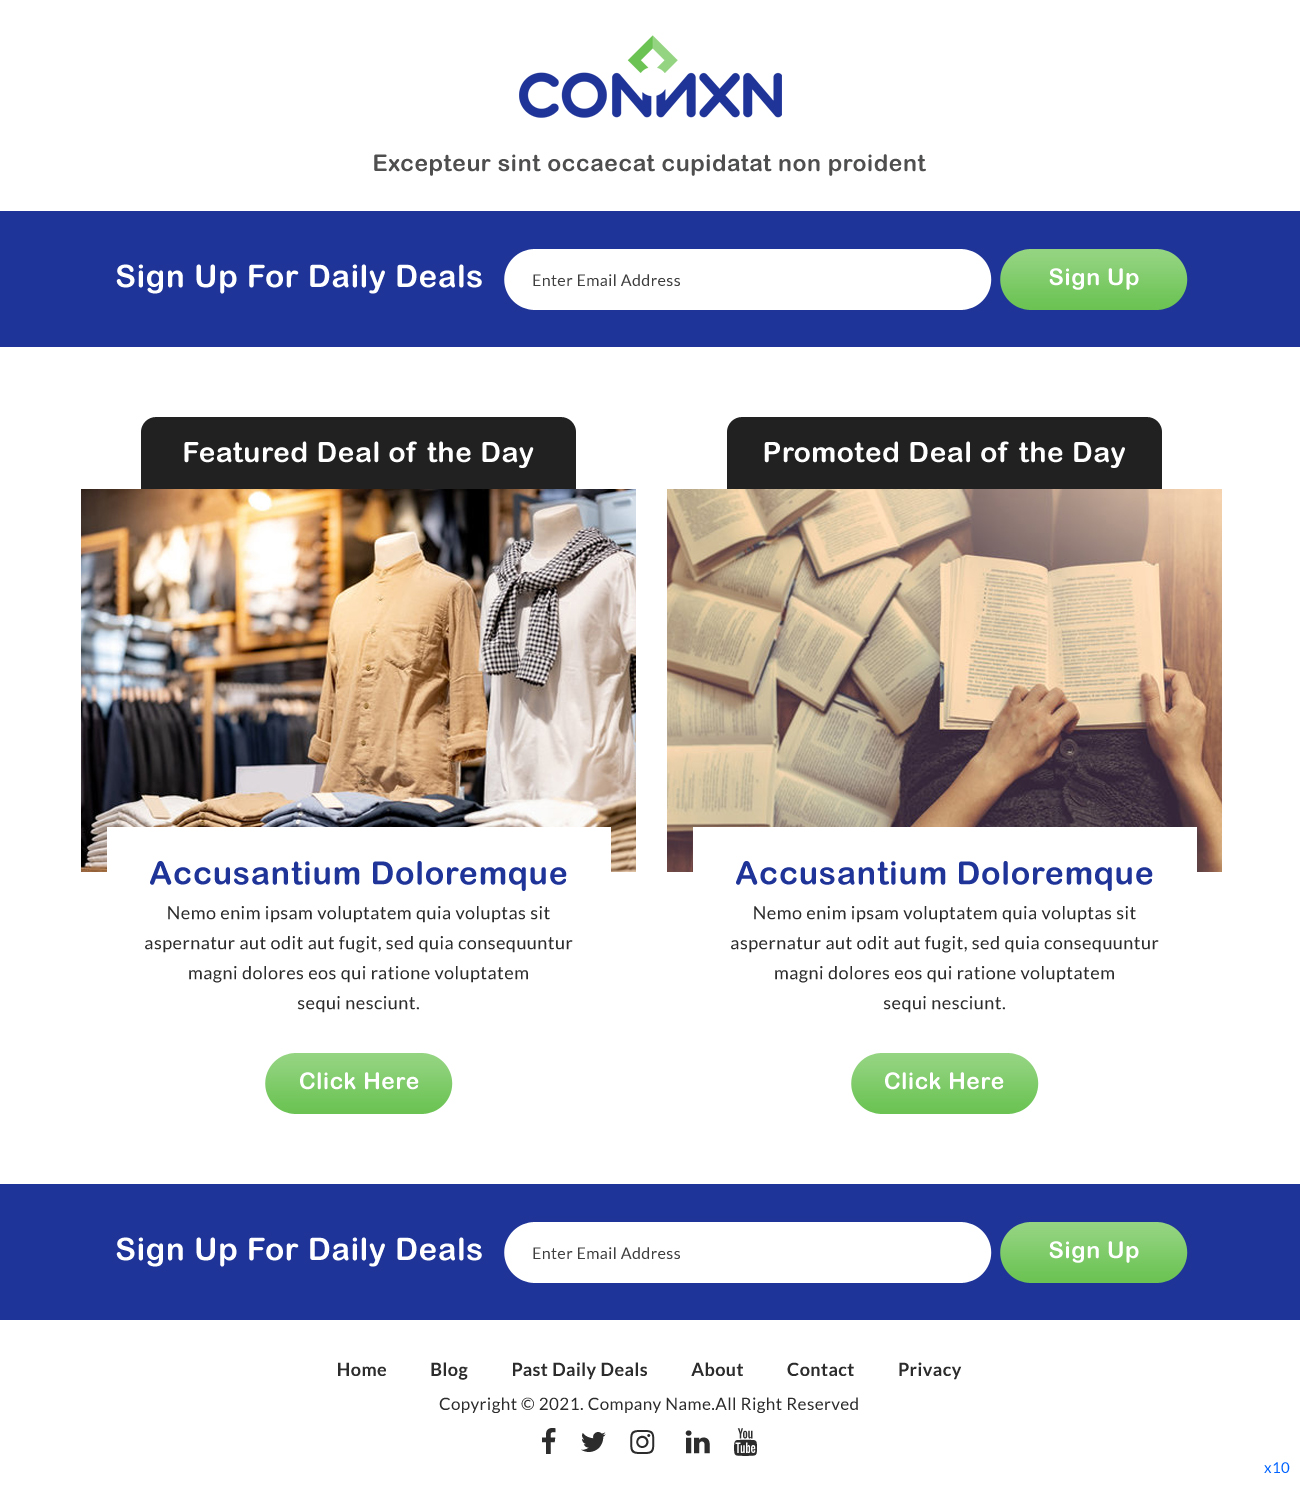 CONAXN
Excepteur sint occaecat cupidatat non proident
Sign Up For Daily Deals
Enter Email Address
Sign Up
Featured Deal of the Day
Promoted Deal of the Day
Accusantium Doloremque
Nemo enim ipsam voluptatem quia voluptas sit
aspernatur aut odit aut fugit, sed quia consequuntur
magni dolores eos qui ratione voluptatem
sequi nesciunt.
Click Here
Accusantium Doloremque
Nemo enim ipsam voluptatem quia voluptas sit
aspernatur aut odit aut fugit, sed quia consequuntur
magni dolores eos qui ratione voluptatem
sequi nesciunt.
Click Here
Sign Up For Daily Deals
Enter Email Address
Sign Up
Home Blog Past Daily Deals About Contact Privacy
Copyright © 2021. Company Name.All Right Reserved
You
Tube
x10